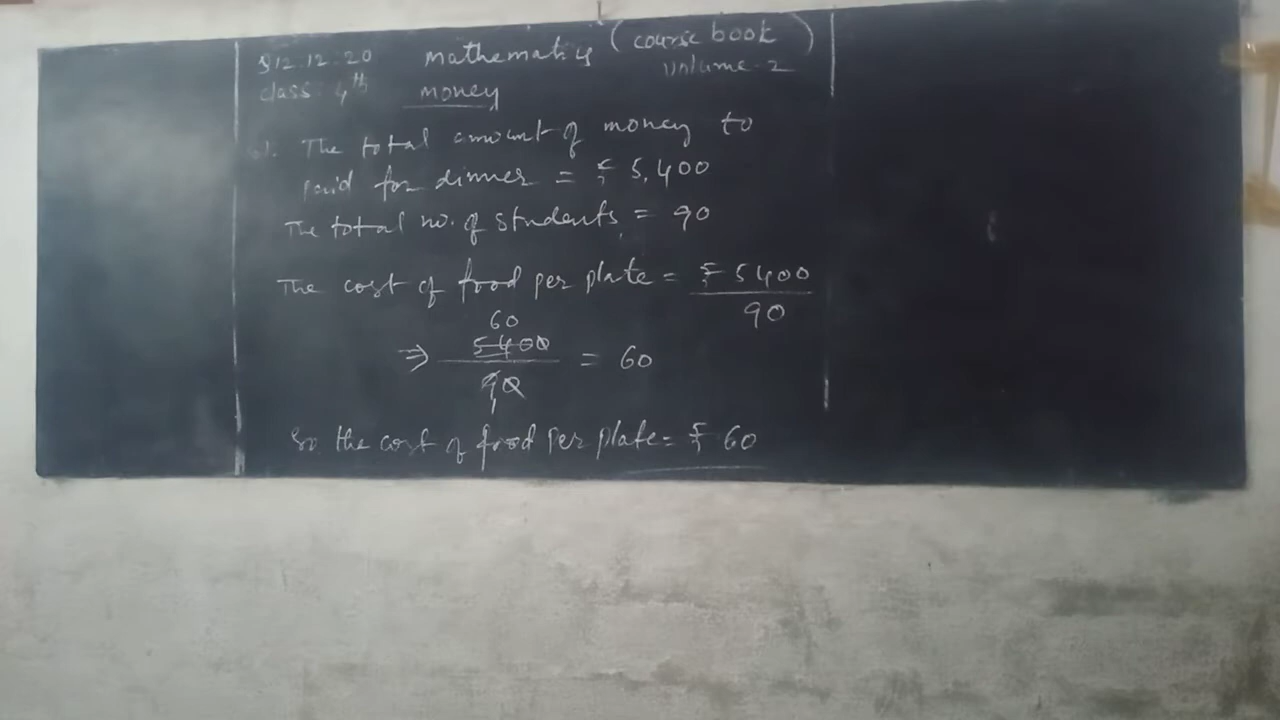 12.12.20 mathematics (course book)
volume-2
class: 4th money
The total amount of money to
paid for dinner = ₹ 5,400
The total no. of students = 90
The cost of food per plate = ₹ 5400
90
60
⇒ 5400 = 60
90
1
So the cost of food per plate = ₹ 60